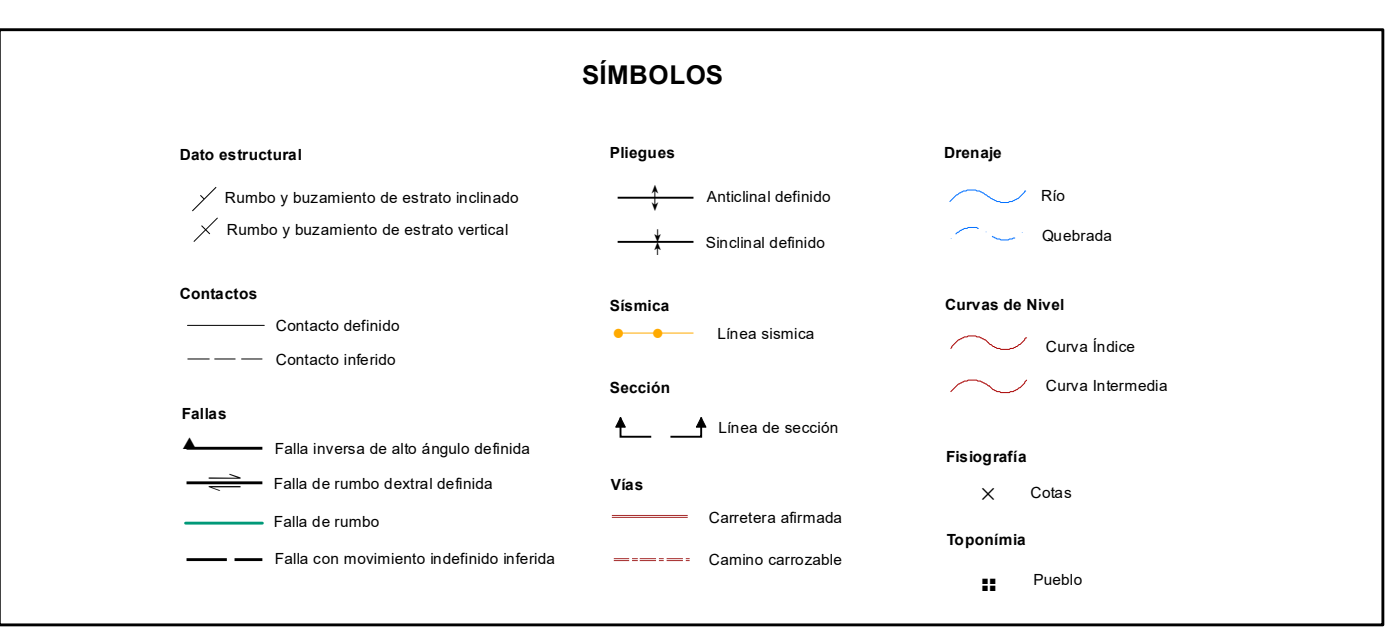 SÍMBOLOS
Dato estructural
Rumbo y buzamiento de estrato inclinado
Rumbo y buzamiento de estrato vertical
Contactos
Contacto definido
Contacto inferido
Fallas
Falla inversa de alto ángulo definida
Falla de rumbo dextral definida
Falla de rumbo
Falla con movimiento indefinido inferida
Pliegues
Anticlinal definido
Sinclinal definido
Sísmica
Línea sismica
Sección
Línea de sección
Vías
Carretera afirmada
Camino carrozable
Drenaje
Río
Quebrada
Curvas de Nivel
Curva Índice
Curva Intermedia
Fisiografía
Cotas
Toponímia
Pueblo